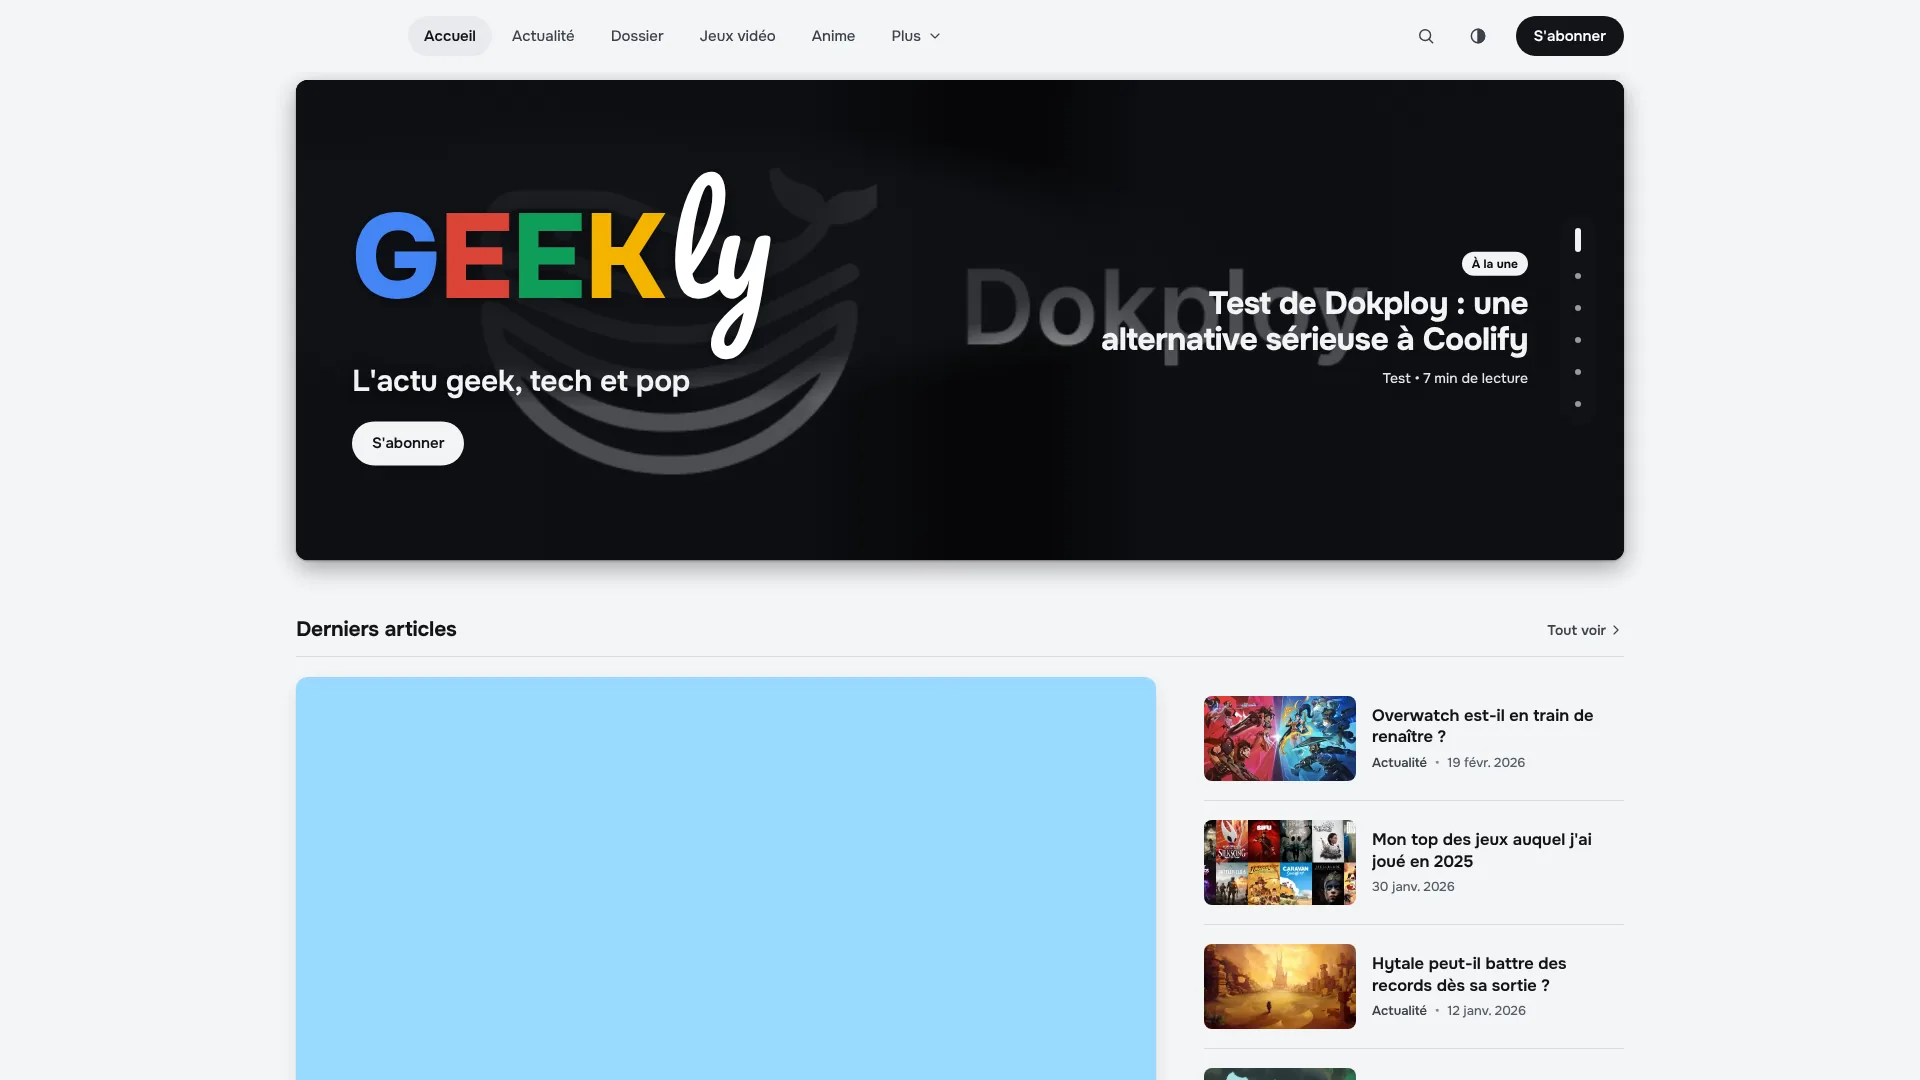 Accueil
Actualité
Dossier
Jeux vidéo
Anime
Plus
S'abonner
GEEKly
L'actu geek, tech et pop
S'abonner
Dokploy
À la une
Test de Dokploy : une
alternative sérieuse à Coolify
Test • 7 min de lecture
Derniers articles
Tout voir
Overwatch est-il en train de
renaître ?
Actualité • 19 févr. 2026
Mon top des jeux auquel j'ai
joué en 2025
30 janv. 2026
Hytale peut-il battre des
records dès sa sortie ?
Actualité • 12 janv. 2026